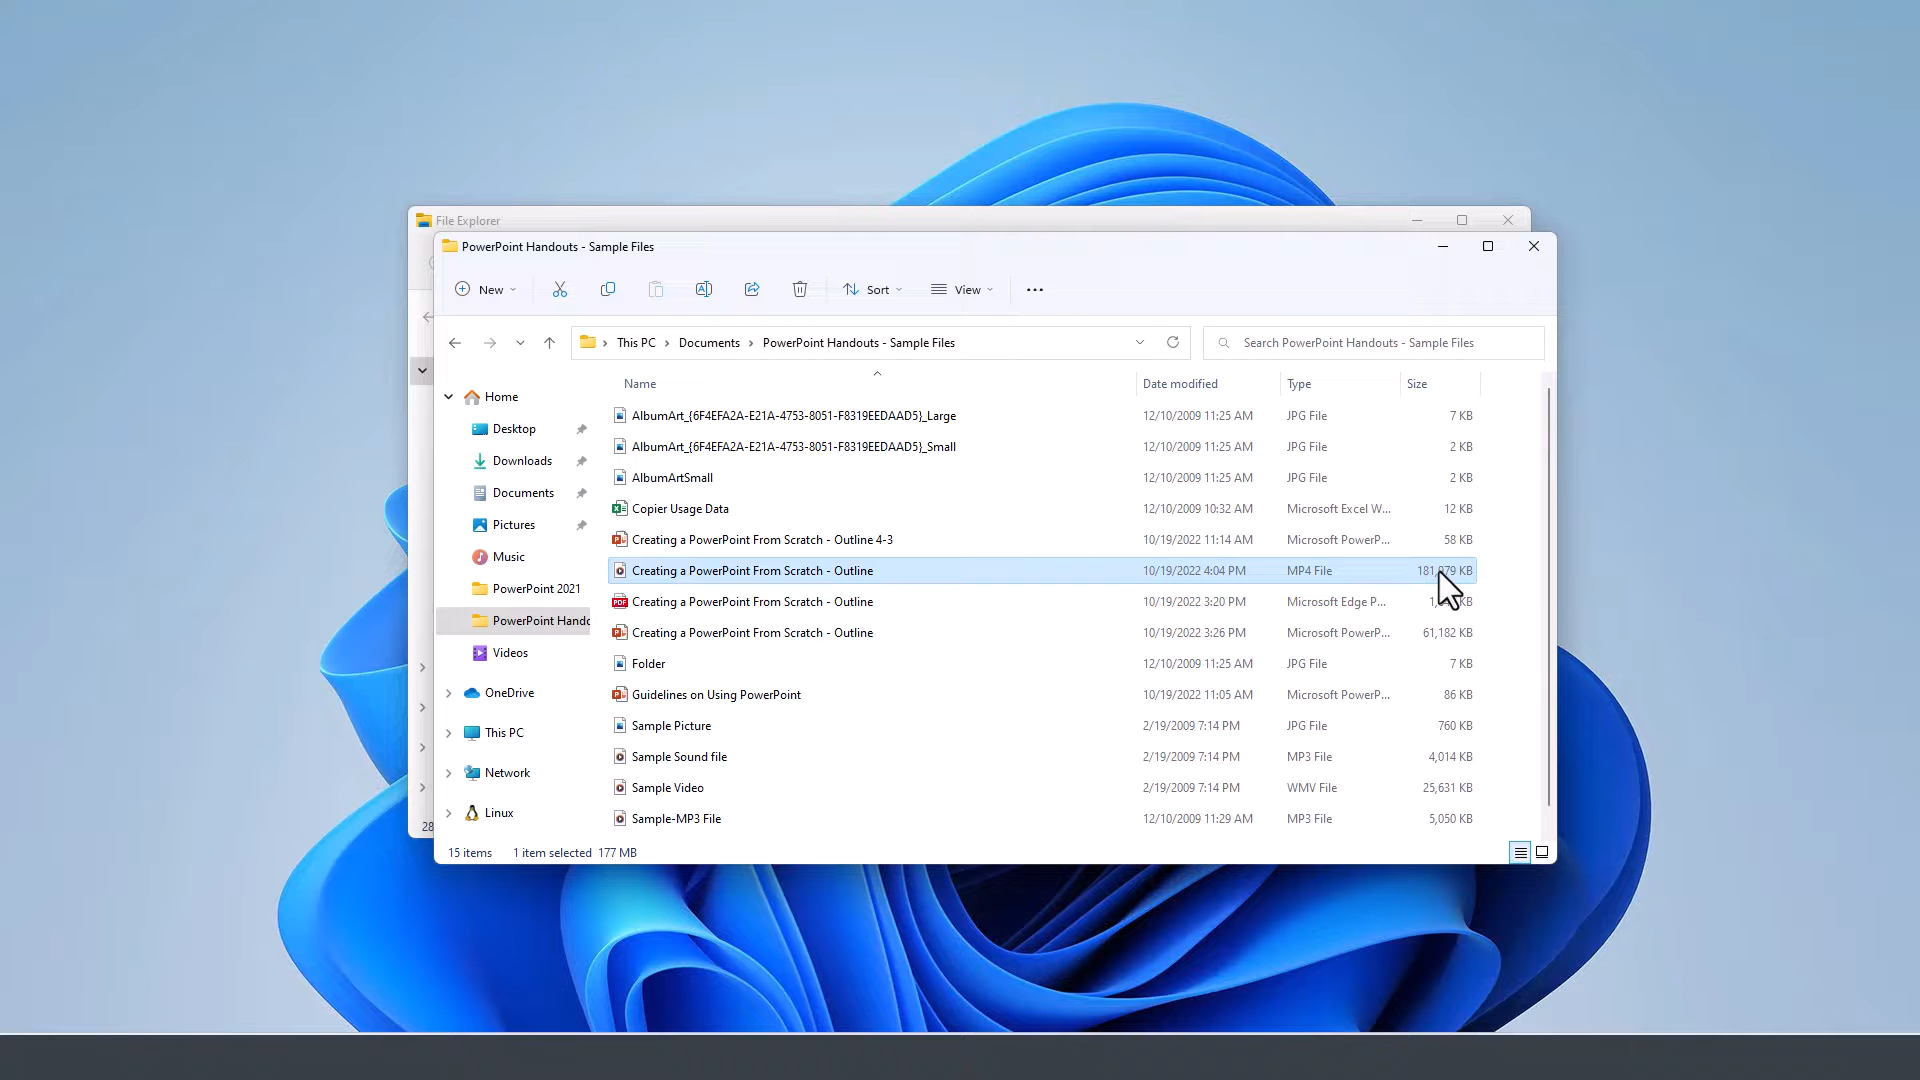 File Explorer
PowerPoint Handouts - Sample Files
New
Sort
View
This PC
Documents
PowerPoint Handouts - Sample Files
Search PowerPoint Handouts - Sample Files
Name
Date modified
Type
Size
Home
Desktop
Downloads
Documents
Pictures
Music
PowerPoint 2021
PowerPoint Hando
Videos
OneDrive
This PC
Network
Linux
AlbumArt_{6F4EFA2A-E21A-4753-8051-F8319EEDAAD5}_Large 12/10/2009 11:25 AM JPG File 7 KB
AlbumArt_{6F4EFA2A-E21A-4753-8051-F8319EEDAAD5}_Small 12/10/2009 11:25 AM JPG File 2 KB
AlbumArtSmall 12/10/2009 11:25 AM JPG File 2 KB
Copier Usage Data 12/10/2009 10:32 AM Microsoft Excel W... 12 KB
Creating a PowerPoint From Scratch - Outline 4-3 10/19/2022 11:14 AM Microsoft PowerP... 58 KB
Creating a PowerPoint From Scratch - Outline 10/19/2022 4:04 PM MP4 File KB
Creating a PowerPoint From Scratch - Outline 10/19/2022 3:20 PM Microsoft Edge P... KB
Creating a PowerPoint From Scratch - Outline 10/19/2022 3:26 PM Microsoft PowerP... 61,182 KB
Folder 12/10/2009 11:25 AM JPG File 7 KB
Guidelines on Using PowerPoint 10/19/2022 11:05 AM Microsoft PowerP... 86 KB
Sample Picture 2/19/2009 7:14 PM JPG File 760 KB
Sample Sound file 2/19/2009 7:14 PM MP3 File 4,014 KB
Sample Video 2/19/2009 7:14 PM WMV File 25,631 KB
Sample-MP3 File 12/10/2009 11:29 AM MP3 File 5,050 KB
28
15 items 1 item selected 177 MB